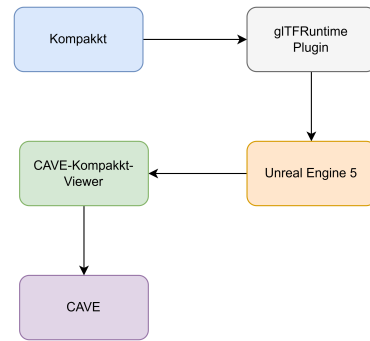 Kompakkt
glTFRuntime
Plugin
CAVE-Kompakkt-
Viewer
Unreal Engine 5
CAVE